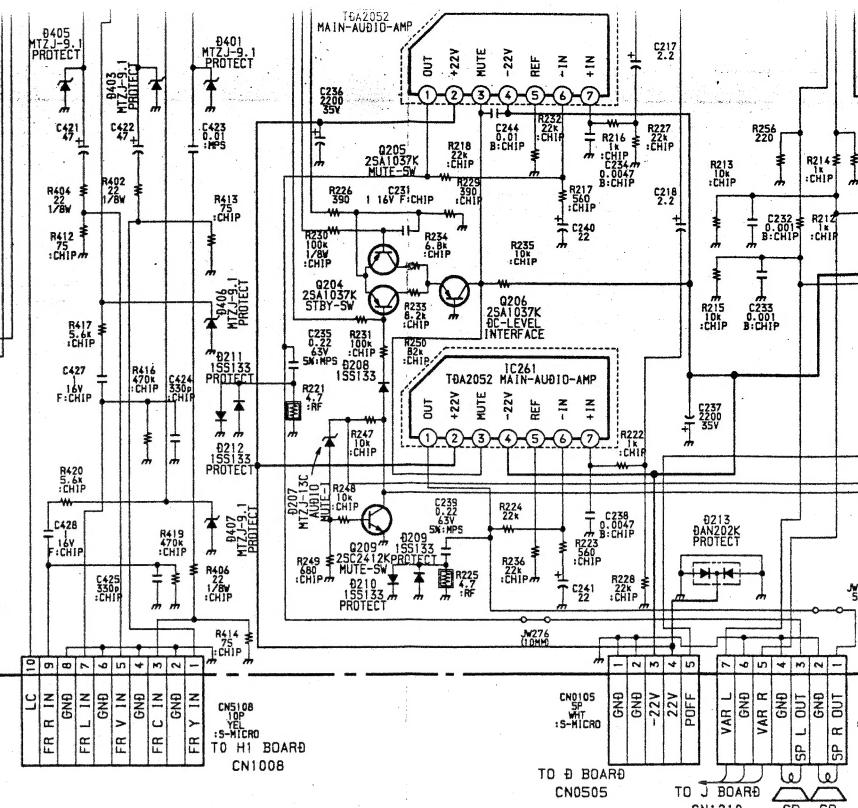 D405
MTZJ-9.1
PROTECT
D403
MTZJ-9.1
PROTECT
D401
MTZJ-9.1
PROTECT
TDA2052
MAIN-AUDIO-AMP
OUT
+22V
MUTE
-22V
REF
-IN
+IN
1
2
3
4
5
6
7
C217
2.2
C236
2200
35V
C421
47
C422
47
C423
0.01
:MPS
Q205
2SA1037K
MUTE-SW
R218
22k
:CHIP
C244
0.01
B:CHIP
R232
22k
:CHIP
R216
1k
:CHIP
C234
0.0047
B:CHIP
R227
22k
:CHIP
R256
220
R213
10k
:CHIP
R214
1k
:CHIP
R404
22
1/8W
R402
22
1/8W
R413
75
:CHIP
R226
390
C231
1 16V F:CHIP
R229
390
:CHIP
R217
560
:CHIP
C218
2.2
R412
75
:CHIP
R230
100k
1/8W
:CHIP
R234
6.8k
:CHIP
C240
22
R235
10k
:CHIP
C232
0.001
B:CHIP
R212
1k
:CHIP
Q204
2SA1037K
STBY-SW
R233
8.2k
:CHIP
Q206
2SA1037K
DC-LEVEL
INTERFACE
D406
MTZJ-9.1
PROTECT
R215
10k
:CHIP
C233
0.001
B:CHIP
R417
5.6k
:CHIP
C235
0.22
63V
5%:MPS
R231
100k
:CHIP
R250
82k
:CHIP
D208
1SS133
D211
1SS133
PROTECT
IC261
TDA2052 MAIN-AUDIO-AMP
OUT
+22V
MUTE
-22V
REF
-IN
+IN
1
2
3
4
5
6
7
C427
1
16V
F:CHIP
R416
470k
:CHIP
C424
330p
:CHIP
R221
4.7
:RF
C237
2200
35V
R247
10k
:CHIP
R222
1k
:CHIP
D212
1SS133
PROTECT
R420
5.6k
:CHIP
D207
MTZJ-13C
AUDIO
MUTE-1
R248
10k
:CHIP
C239
0.22
63V
5%:MPS
R224
22k
C238
0.0047
B:CHIP
D213
DAN202K
PROTECT
C428
1
16V
F:CHIP
R419
470k
:CHIP
D407
MTZJ-9.1
PROTECT
Q209
2SC2412K
MUTE-SW
D209
1SS133
PROTECT
R223
560
:CHIP
R249
680
:CHIP
R236
22k
:CHIP
C425
330p
:CHIP
R406
22
1/8W
:CHIP
D210
1SS133
PROTECT
R225
4.7
:RF
C241
22
R228
22k
:CHIP
R414
75
:CHIP
JW276
(10MM)
10
9
8
7
6
5
4
3
2
1
LC
FR R IN
GND
FR L IN
GND
FR V IN
GND
FR C IN
GND
FR Y IN
CN5108
10P
YEL
:S-MICRO
TO H1 BOARD
CN1008
CN0105
5P
WHT
:S-MICRO
1
2
3
4
5
GND
GND
-22V
22V
POFF
TO D BOARD
CN0505
7
6
5
4
3
2
1
VAR L
GND
VAR R
GND
SP L OUT
GND
SP R OUT
TO J BOARD